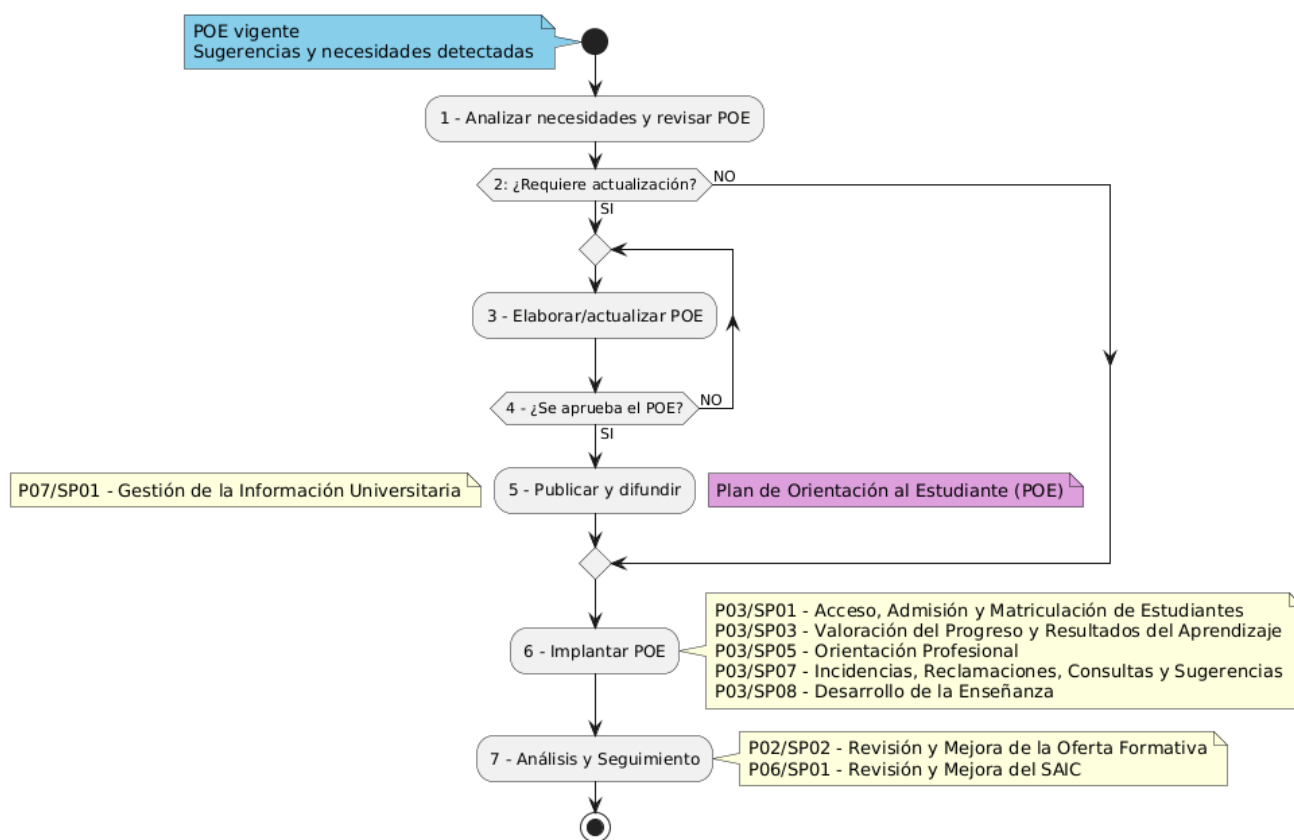 POE vigente
Sugerencias y necesidades detectadas
1 - Analizar necesidades y revisar POE
2: ¿Requiere actualización?
NO
SI
3 - Elaborar/actualizar POE
4 - ¿Se aprueba el POE?
NO
SI
P07/SP01 - Gestión de la Información Universitaria
5 - Publicar y difundir
Plan de Orientación al Estudiante (POE)
6 - Implantar POE
P03/SP01 - Acceso, Admisión y Matriculación de Estudiantes
P03/SP03 - Valoración del Progreso y Resultados del Aprendizaje
P03/SP05 - Orientación Profesional
P03/SP07 - Incidencias, Reclamaciones, Consultas y Sugerencias
P03/SP08 - Desarrollo de la Enseñanza
7 - Análisis y Seguimiento
P02/SP02 - Revisión y Mejora de la Oferta Formativa
P06/SP01 - Revisión y Mejora del SAIC